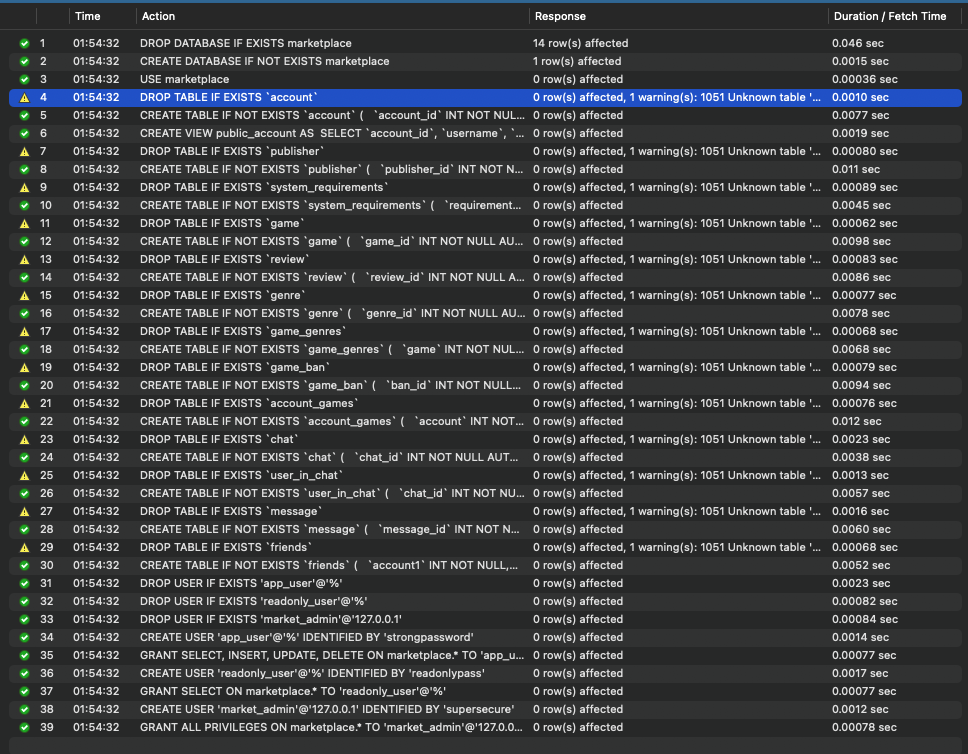 Time Action Response Duration / Fetch Time
1 01:54:32 DROP DATABASE IF EXISTS marketplace 14 row(s) affected 0.046 sec
2 01:54:32 CREATE DATABASE IF NOT EXISTS marketplace 1 row(s) affected 0.0015 sec
3 01:54:32 USE marketplace 0 row(s) affected 0.00036 sec
4 01:54:32 DROP TABLE IF EXISTS `account` 0 row(s) affected, 1 warning(s): 1051 Unknown table '... 0.0010 sec
5 01:54:32 CREATE TABLE IF NOT EXISTS `account` ( `account_id` INT NOT NUL... 0 row(s) affected 0.0077 sec
6 01:54:32 CREATE VIEW public_account AS SELECT `account_id`, `username`, `... 0 row(s) affected 0.0019 sec
7 01:54:32 DROP TABLE IF EXISTS `publisher` 0 row(s) affected, 1 warning(s): 1051 Unknown table '... 0.00080 sec
8 01:54:32 CREATE TABLE IF NOT EXISTS `publisher` ( `publisher_id` INT NOT N... 0 row(s) affected 0.011 sec
9 01:54:32 DROP TABLE IF EXISTS `system_requirements` 0 row(s) affected, 1 warning(s): 1051 Unknown table '... 0.00089 sec
10 01:54:32 CREATE TABLE IF NOT EXISTS `system_requirements` ( `requirement... 0 row(s) affected 0.0045 sec
11 01:54:32 DROP TABLE IF EXISTS `game` 0 row(s) affected, 1 warning(s): 1051 Unknown table '... 0.00062 sec
12 01:54:32 CREATE TABLE IF NOT EXISTS `game` ( `game_id` INT NOT NULL AU... 0 row(s) affected 0.0098 sec
13 01:54:32 DROP TABLE IF EXISTS `review` 0 row(s) affected, 1 warning(s): 1051 Unknown table '... 0.00083 sec
14 01:54:32 CREATE TABLE IF NOT EXISTS `review` ( `review_id` INT NOT NULL A... 0 row(s) affected 0.0086 sec
15 01:54:32 DROP TABLE IF EXISTS `genre` 0 row(s) affected, 1 warning(s): 1051 Unknown table '... 0.00077 sec
16 01:54:32 CREATE TABLE IF NOT EXISTS `genre` ( `genre_id` INT NOT NULL AU... 0 row(s) affected 0.0078 sec
17 01:54:32 DROP TABLE IF EXISTS `game_genres` 0 row(s) affected, 1 warning(s): 1051 Unknown table '... 0.00068 sec
18 01:54:32 CREATE TABLE IF NOT EXISTS `game_genres` ( `game` INT NOT NUL... 0 row(s) affected 0.0068 sec
19 01:54:32 DROP TABLE IF EXISTS `game_ban` 0 row(s) affected, 1 warning(s): 1051 Unknown table '... 0.00079 sec
20 01:54:32 CREATE TABLE IF NOT EXISTS `game_ban` ( `ban_id` INT NOT NULL... 0 row(s) affected 0.0094 sec
21 01:54:32 DROP TABLE IF EXISTS `account_games` 0 row(s) affected, 1 warning(s): 1051 Unknown table '... 0.00076 sec
22 01:54:32 CREATE TABLE IF NOT EXISTS `account_games` ( `account` INT NOT... 0 row(s) affected 0.012 sec
23 01:54:32 DROP TABLE IF EXISTS `chat` 0 row(s) affected, 1 warning(s): 1051 Unknown table '... 0.0023 sec
24 01:54:32 CREATE TABLE IF NOT EXISTS `chat` ( `chat_id` INT NOT NULL AUT... 0 row(s) affected 0.0038 sec
25 01:54:32 DROP TABLE IF EXISTS `user_in_chat` 0 row(s) affected, 1 warning(s): 1051 Unknown table '... 0.0013 sec
26 01:54:32 CREATE TABLE IF NOT EXISTS `user_in_chat` ( `chat_id` INT NOT NU... 0 row(s) affected 0.0057 sec
27 01:54:32 DROP TABLE IF EXISTS `message` 0 row(s) affected, 1 warning(s): 1051 Unknown table '... 0.0016 sec
28 01:54:32 CREATE TABLE IF NOT EXISTS `message` ( `message_id` INT NOT N... 0 row(s) affected 0.0060 sec
29 01:54:32 DROP TABLE IF EXISTS `friends` 0 row(s) affected, 1 warning(s): 1051 Unknown table '... 0.00068 sec
30 01:54:32 CREATE TABLE IF NOT EXISTS `friends` ( `account1` INT NOT NULL,... 0 row(s) affected 0.0052 sec
31 01:54:32 DROP USER IF EXISTS 'app_user'@'%' 0 row(s) affected 0.0023 sec
32 01:54:32 DROP USER IF EXISTS 'readonly_user'@'%' 0 row(s) affected 0.00082 sec
33 01:54:32 DROP USER IF EXISTS 'market_admin'@'127.0.0.1' 0 row(s) affected 0.00084 sec
34 01:54:32 CREATE USER 'app_user'@'%' IDENTIFIED BY 'strongpassword' 0 row(s) affected 0.0014 sec
35 01:54:32 GRANT SELECT, INSERT, UPDATE, DELETE ON marketplace.* TO 'app_u... 0 row(s) affected 0.00077 sec
36 01:54:32 CREATE USER 'readonly_user'@'%' IDENTIFIED BY 'readonlypass' 0 row(s) affected 0.0017 sec
37 01:54:32 GRANT SELECT ON marketplace.* TO 'readonly_user'@'%' 0 row(s) affected 0.00077 sec
38 01:54:32 CREATE USER 'market_admin'@'127.0.0.1' IDENTIFIED BY 'supersecure' 0 row(s) affected 0.0012 sec
39 01:54:32 GRANT ALL PRIVILEGES ON marketplace.* TO 'market_admin'@'127.0.0... 0 row(s) affected 0.00078 sec